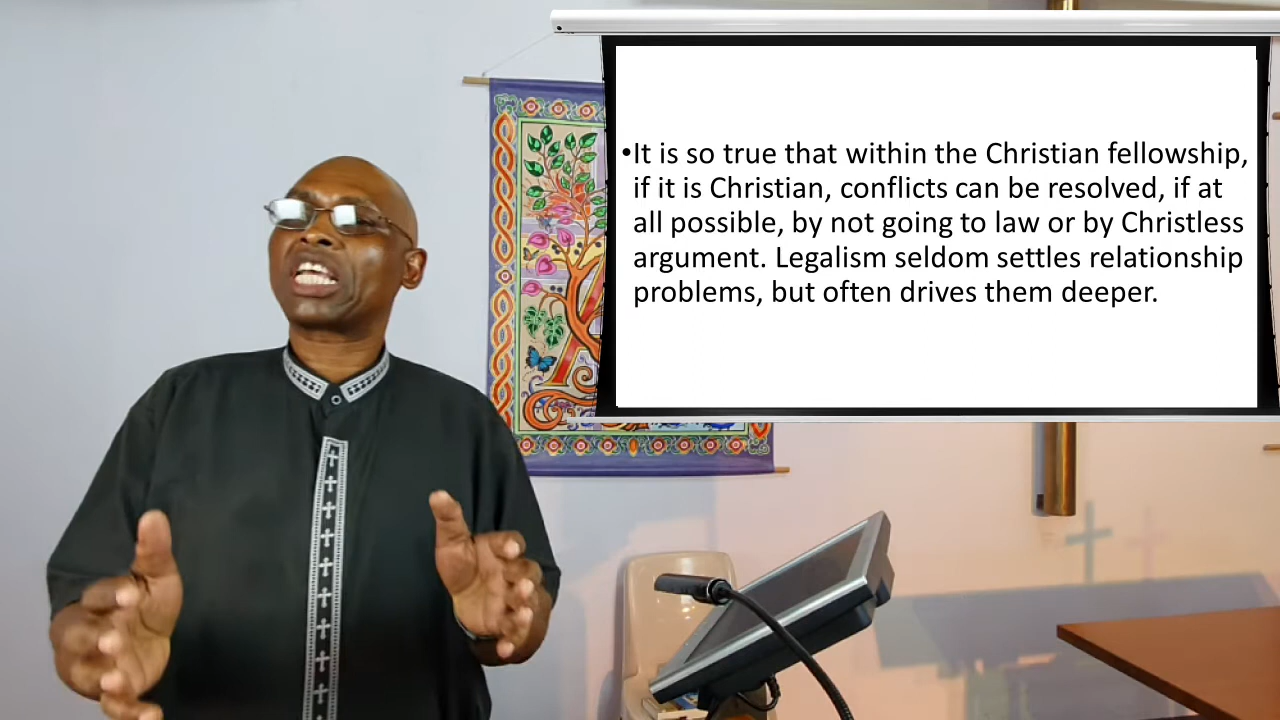 •It is so true that within the Christian fellowship,
if it is Christian, conflicts can be resolved, if at
all possible, by not going to law or by Christless
argument. Legalism seldom settles relationship
problems, but often drives them deeper.